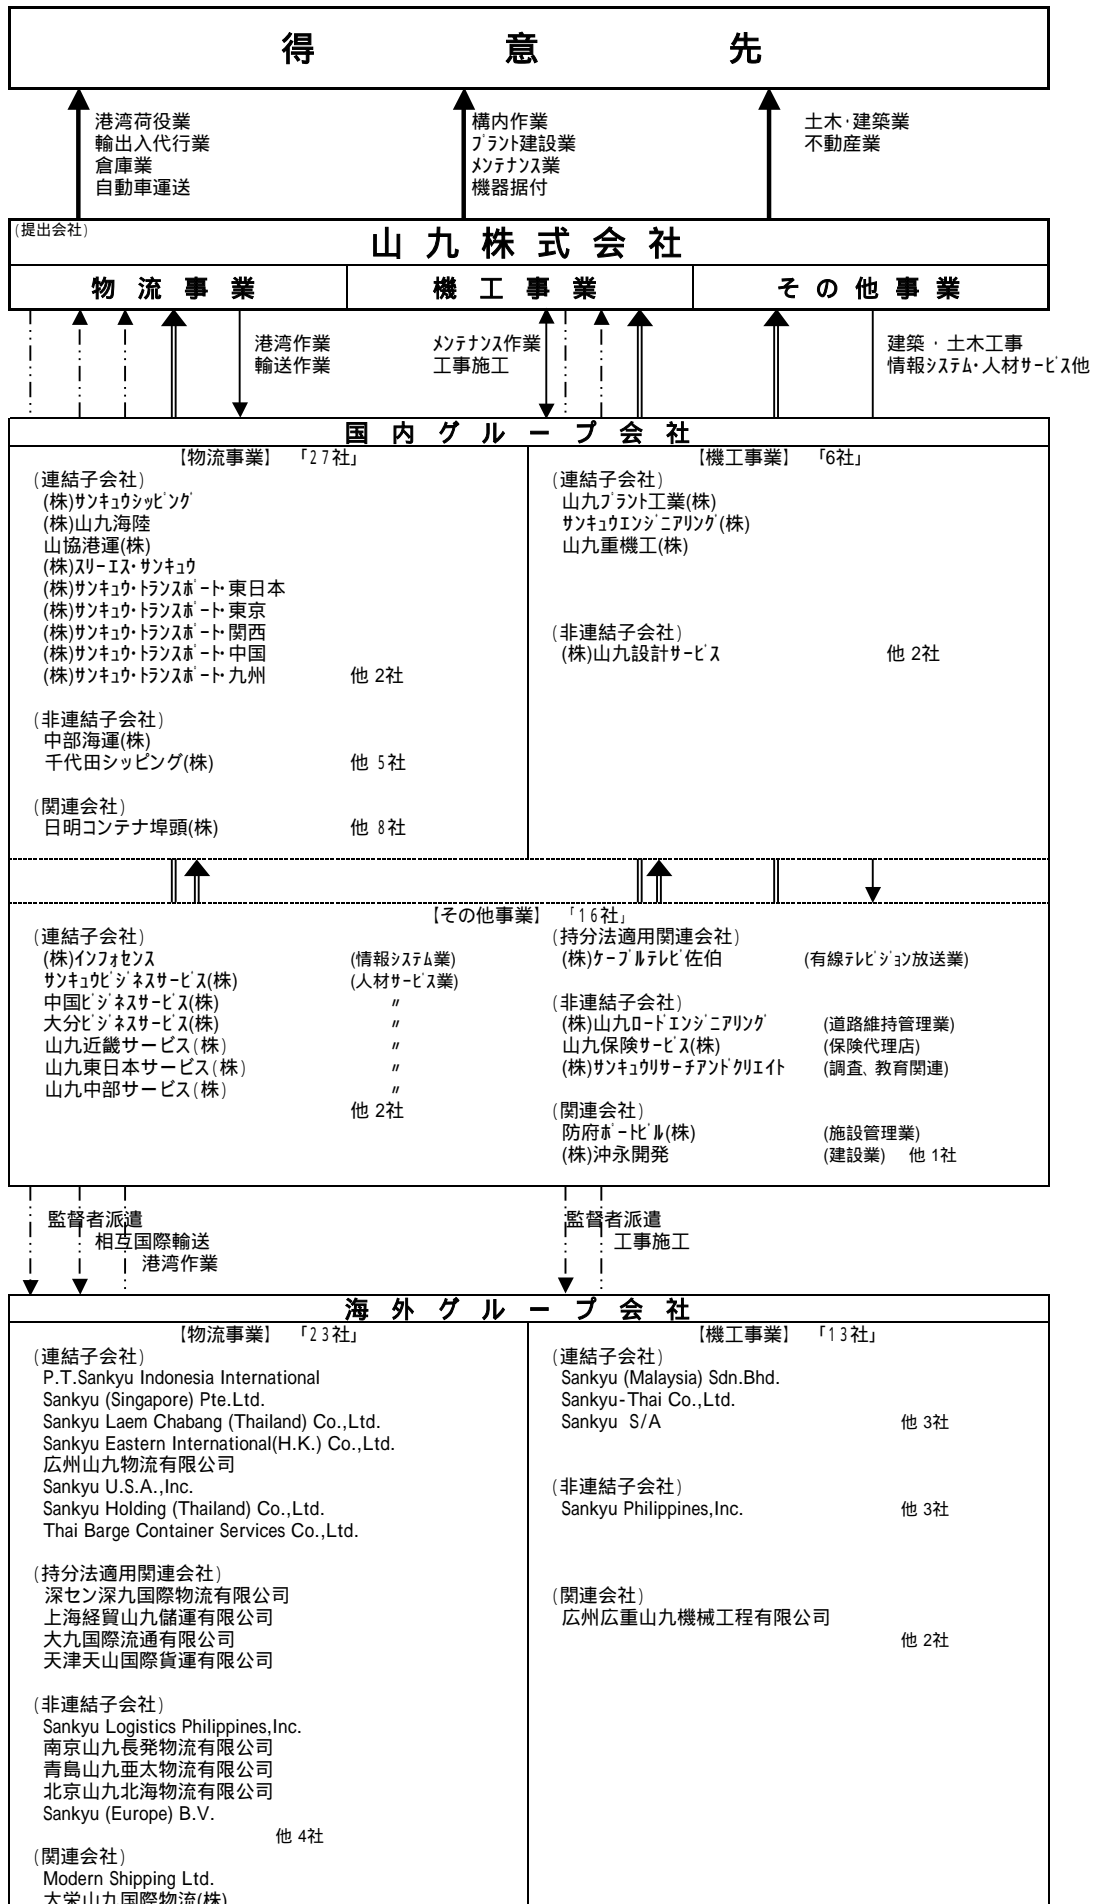 得意先
港湾荷役業
輸出入代行業
倉庫業
自動車運送
構内作業
ﾌﾟﾗﾝﾄ建設業
ﾒﾝﾃﾅﾝｽ業
機器据付
土木･建築業
不動産業
(提出会社)
山九株式会社
物流事業
機工事業
その他事業
港湾作業
輸送作業
ﾒﾝﾃﾅﾝｽ作業
工事施工
建築・土木工事
情報ｼｽﾃﾑ･人材ｻｰﾋﾞｽ他
国内グループ会社
【物流事業】 「27社」
(連結子会社)
(株)ｻﾝｷｭｳｼｯﾋﾟﾝｸﾞ
(株)山九海陸
山協港運(株)
(株)ｽﾘｰｴｽ･ｻﾝｷｭｳ
(株)ｻﾝｷｭｳ･ﾄﾗﾝｽﾎﾟｰﾄ･東日本
(株)ｻﾝｷｭｳ･ﾄﾗﾝｽﾎﾟｰﾄ･東京
(株)ｻﾝｷｭｳ･ﾄﾗﾝｽﾎﾟｰﾄ･関西
(株)ｻﾝｷｭｳ･ﾄﾗﾝｽﾎﾟｰﾄ･中国
(株)ｻﾝｷｭｳ･ﾄﾗﾝｽﾎﾟｰﾄ･九州 他 2社
(非連結子会社)
中部海運(株)
千代田シッピング(株) 他 5社
(関連会社)
日明コンテナ埠頭(株) 他 8社
【機工事業】 「6社」
(連結子会社)
山九ﾌﾟﾗﾝﾄ工業(株)
ｻﾝｷｭｳｴﾝｼﾞﾆｱﾘﾝｸﾞ(株)
山九重機工(株)
(非連結子会社)
(株)山九設計ｻｰﾋﾞｽ 他 2社
【その他事業】 「16社」
(連結子会社)
(株)ｲﾝﾌｫｾﾝｽ (情報ｼｽﾃﾑ業)
ｻﾝｷｭｳﾋﾞｼﾞﾈｽｻｰﾋﾞｽ(株) (人材ｻｰﾋﾞｽ業)
中国ﾋﾞｼﾞﾈｽｻｰﾋﾞｽ(株) 〃
大分ﾋﾞｼﾞﾈｽｻｰﾋﾞｽ(株) 〃
山九近畿サービス(株) 〃
山九東日本サービス(株) 〃
山九中部サービス(株) 〃
他 2社
(持分法適用関連会社)
(株)ｹｰﾌﾞﾙﾃﾚﾋﾞ佐伯 (有線ﾃﾚﾋﾞｼﾞｮﾝ放送業)
(非連結子会社)
(株)山九ﾛｰﾄﾞｴﾝｼﾞﾆｱﾘﾝｸﾞ (道路維持管理業)
山九保険ｻｰﾋﾞｽ(株) (保険代理店)
(株)ｻﾝｷｭｳﾘｻｰﾁｱﾝﾄﾞｸﾘｴｲﾄ (調査、教育関連)
(関連会社)
防府ﾎﾟｰﾄﾋﾞﾙ(株) (施設管理業)
(株)沖永開発 (建設業) 他 1社
監督者派遣
相互国際輸送
港湾作業
監督者派遣
工事施工
海外グループ会社
【物流事業】 「23社」
(連結子会社)
P.T.Sankyu Indonesia International
Sankyu (Singapore) Pte.Ltd.
Sankyu Laem Chabang (Thailand) Co.,Ltd.
Sankyu Eastern International(H.K.) Co.,Ltd.
広州山九物流有限公司
Sankyu U.S.A.,Inc.
Sankyu Holding (Thailand) Co.,Ltd.
Thai Barge Container Services Co.,Ltd.
(持分法適用関連会社)
深セン深九国際物流有限公司
上海経貿山九儲運有限公司
大九国際流通有限公司
天津天山国際貨運有限公司
(非連結子会社)
Sankyu Logistics Philippines,Inc.
南京山九長発物流有限公司
青島山九亜太物流有限公司
北京山九北海物流有限公司
Sankyu (Europe) B.V.
他 4社
(関連会社)
Modern Shipping Ltd.
大栄山九国際物流(株)
【機工事業】 「13社」
(連結子会社)
Sankyu (Malaysia) Sdn.Bhd.
Sankyu-Thai Co.,Ltd.
Sankyu S/A 他 3社
(非連結子会社)
Sankyu Philippines,Inc. 他 3社
(関連会社)
広州広重山九機械工程有限公司
他 2社